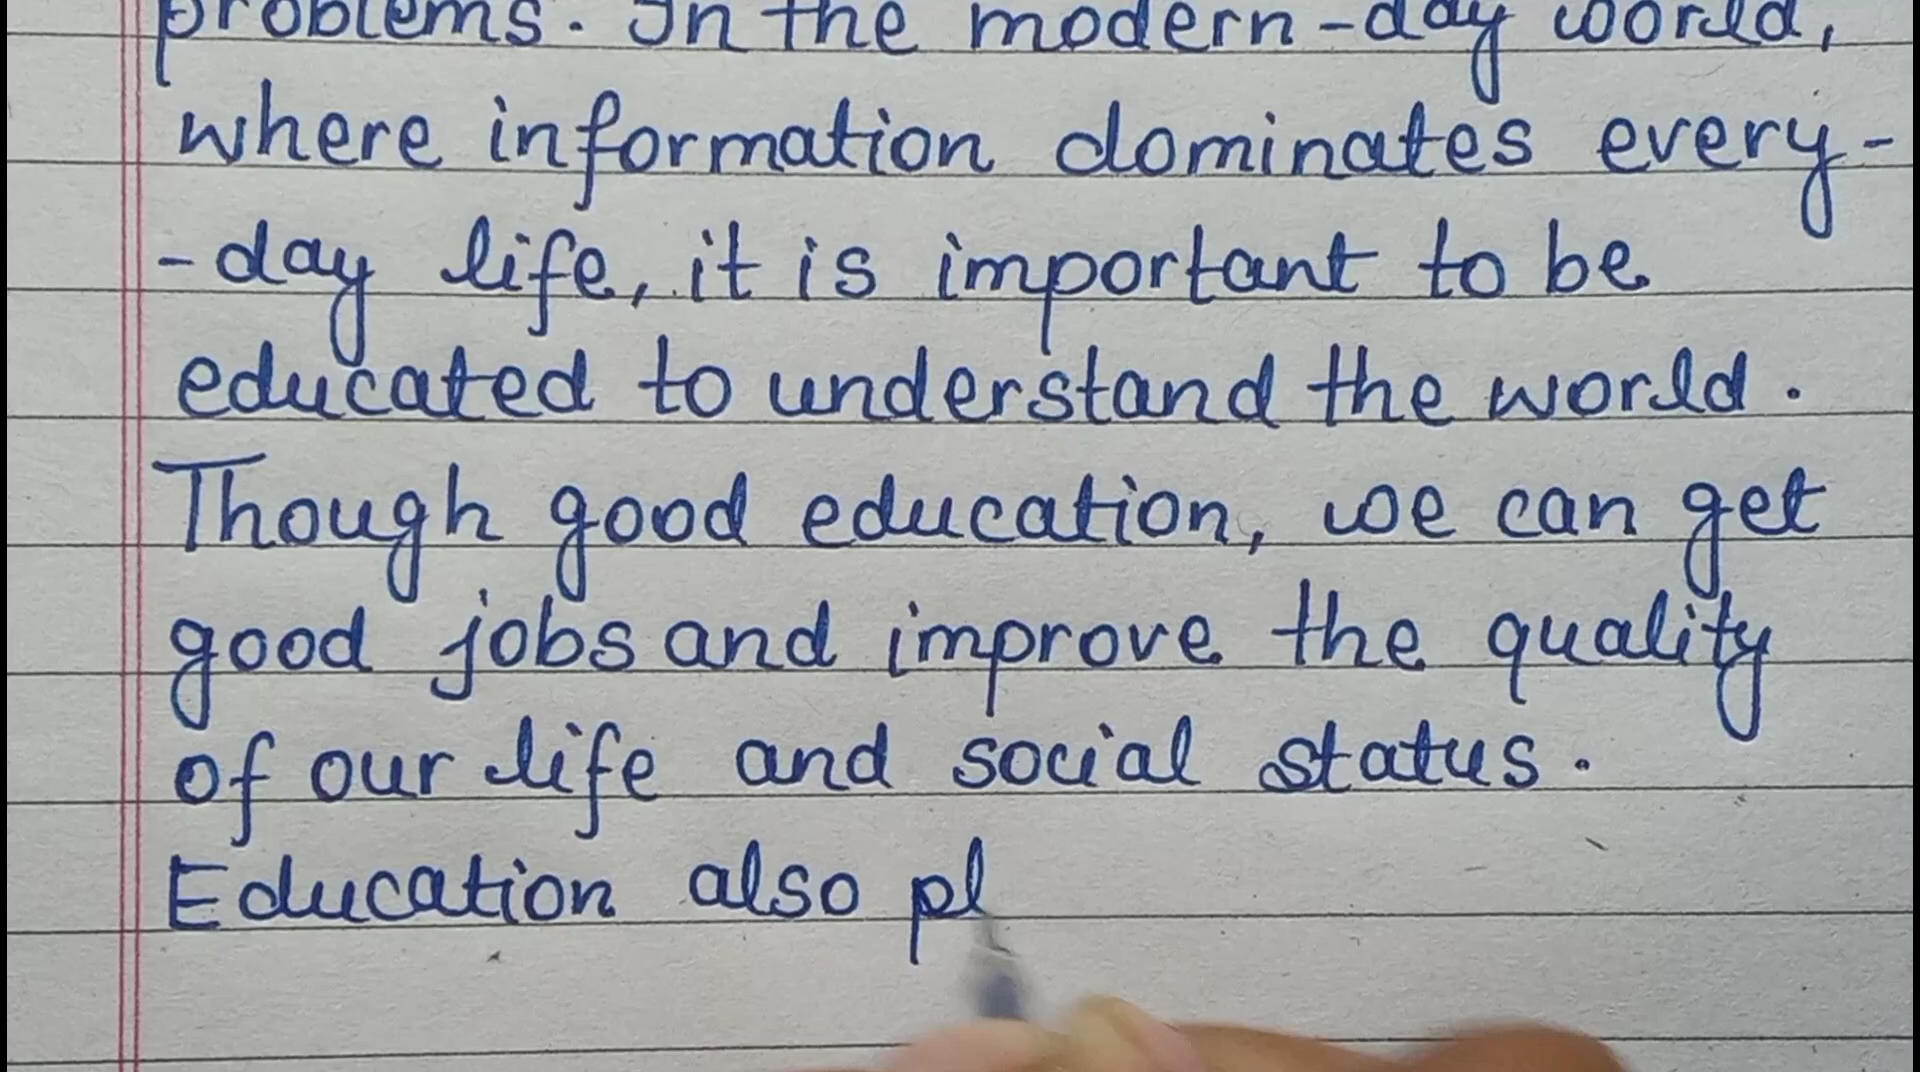 problems. In the modern-day world,
where information dominates every-
-day life, it is important to be
educated to understand the world.
Though good education, we can get
good jobs and improve the quality
of our life and social status.
Education also pl